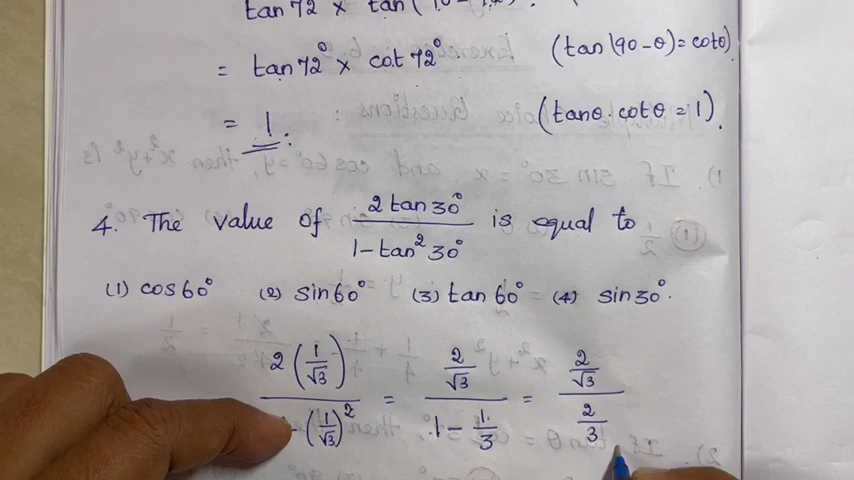 tan 72 × tan (
= tan 72° × cot 72°. (tan (90 - θ) = cot θ)
= 1. (tan θ · cot θ = 1).
4. The value of 2 tan 30° / 1 - tan² 30° is equal to
(1) cos 60° (2) sin 60° (3) tan 60° (4) sin 30°.
2 (1/√3) / - (1/√3)² = 2/√3 / 1 - 1/3 = 2/√3 / 2/3